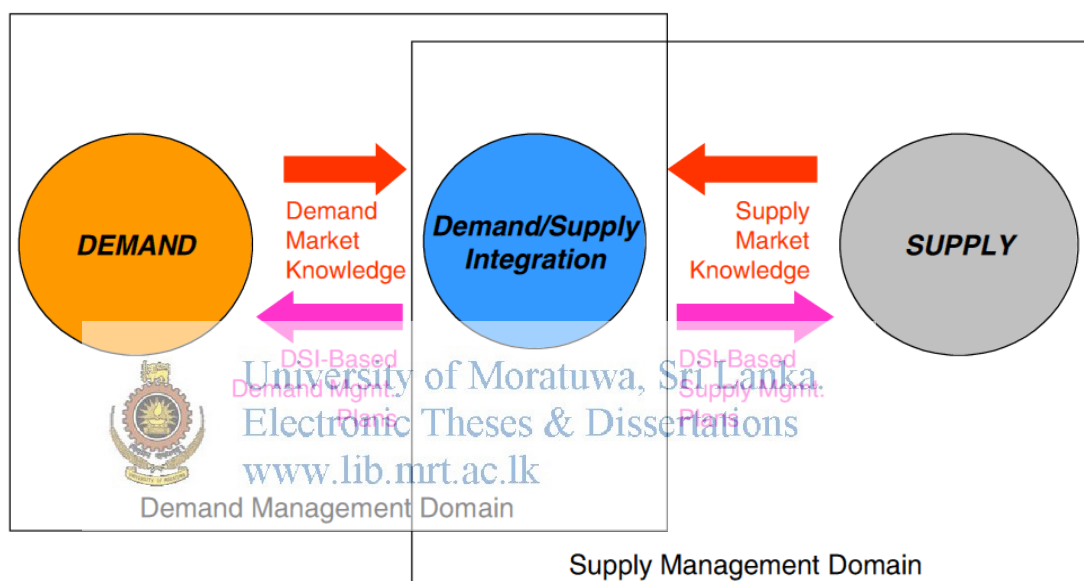 DEMAND
Demand
Market
Knowledge
Demand/Supply
Integration
Supply
Market
Knowledge
SUPPLY
DSI-Based
Demand Mgmt.
Plans
DSI-Based
Supply Mgmt.
Plans
University of Moratuwa, Sri Lanka.
Electronic Theses & Dissertations
www.lib.mrt.ac.lk
Demand Management Domain
Supply Management Domain